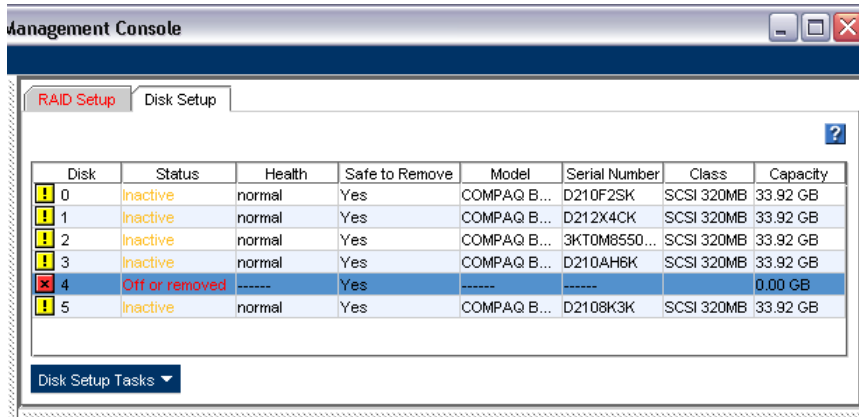 Management Console
RAID Setup Disk Setup
?
Disk Status Health Safe to Remove Model Serial Number Class Capacity
! 0 Inactive normal Yes COMPAQ B... D210F2SK SCSI 320MB 33.92 GB
! 1 Inactive normal Yes COMPAQ B... D212X4CK SCSI 320MB 33.92 GB
! 2 Inactive normal Yes COMPAQ B... 3KT0M8550... SCSI 320MB 33.92 GB
! 3 Inactive normal Yes COMPAQ B... D210AH6K SCSI 320MB 33.92 GB
4 Off or removed ------ Yes ------ ------ 0.00 GB
! 5 Inactive normal Yes COMPAQ B... D2108K3K SCSI 320MB 33.92 GB
Disk Setup Tasks